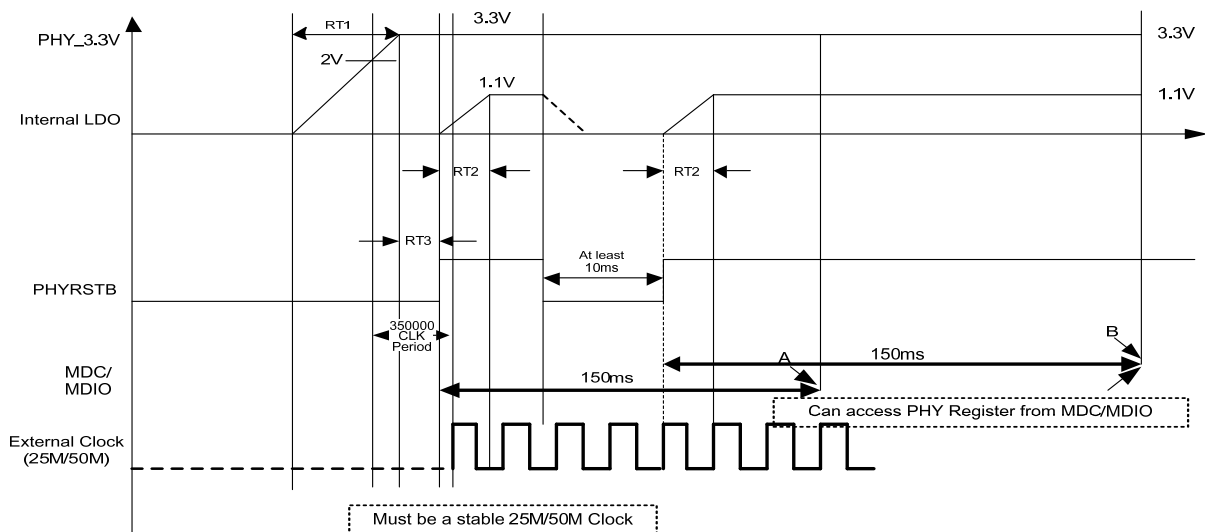 RT1
3.3V
PHY_3.3V
3.3V
2V
1.1V
1.1V
Internal LDO
RT2
RT2
RT3
At least
10ms
PHYRSTB
350000
CLK
Period
B
150ms
A
MDC/
MDIO
150ms
Can access PHY Register from MDC/MDIO
External Clock
(25M/50M)
Must be a stable 25M/50M Clock